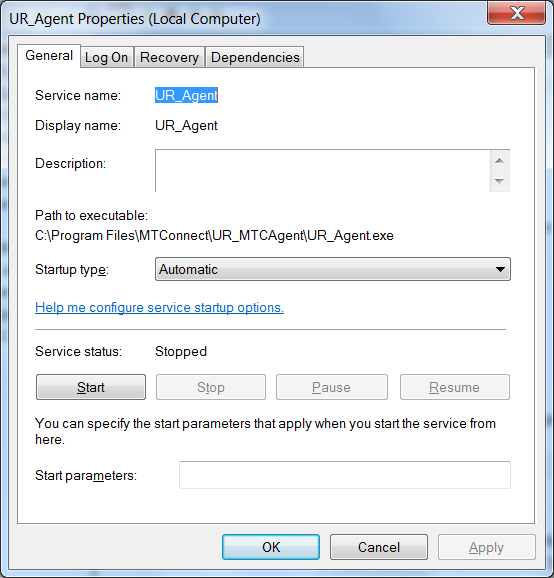 UR_Agent Properties (Local Computer)
General Log On Recovery Dependencies
Service name: UR_Agent
Display name: UR_Agent
Description:
Path to executable:
C:\Program Files\MTConnect\UR_MTCAgent\UR_Agent.exe
Startup type: Automatic
Help me configure service startup options.
Service status: Stopped
Start Stop Pause Resume
You can specify the start parameters that apply when you start the service from
here.
Start parameters:
OK Cancel Apply